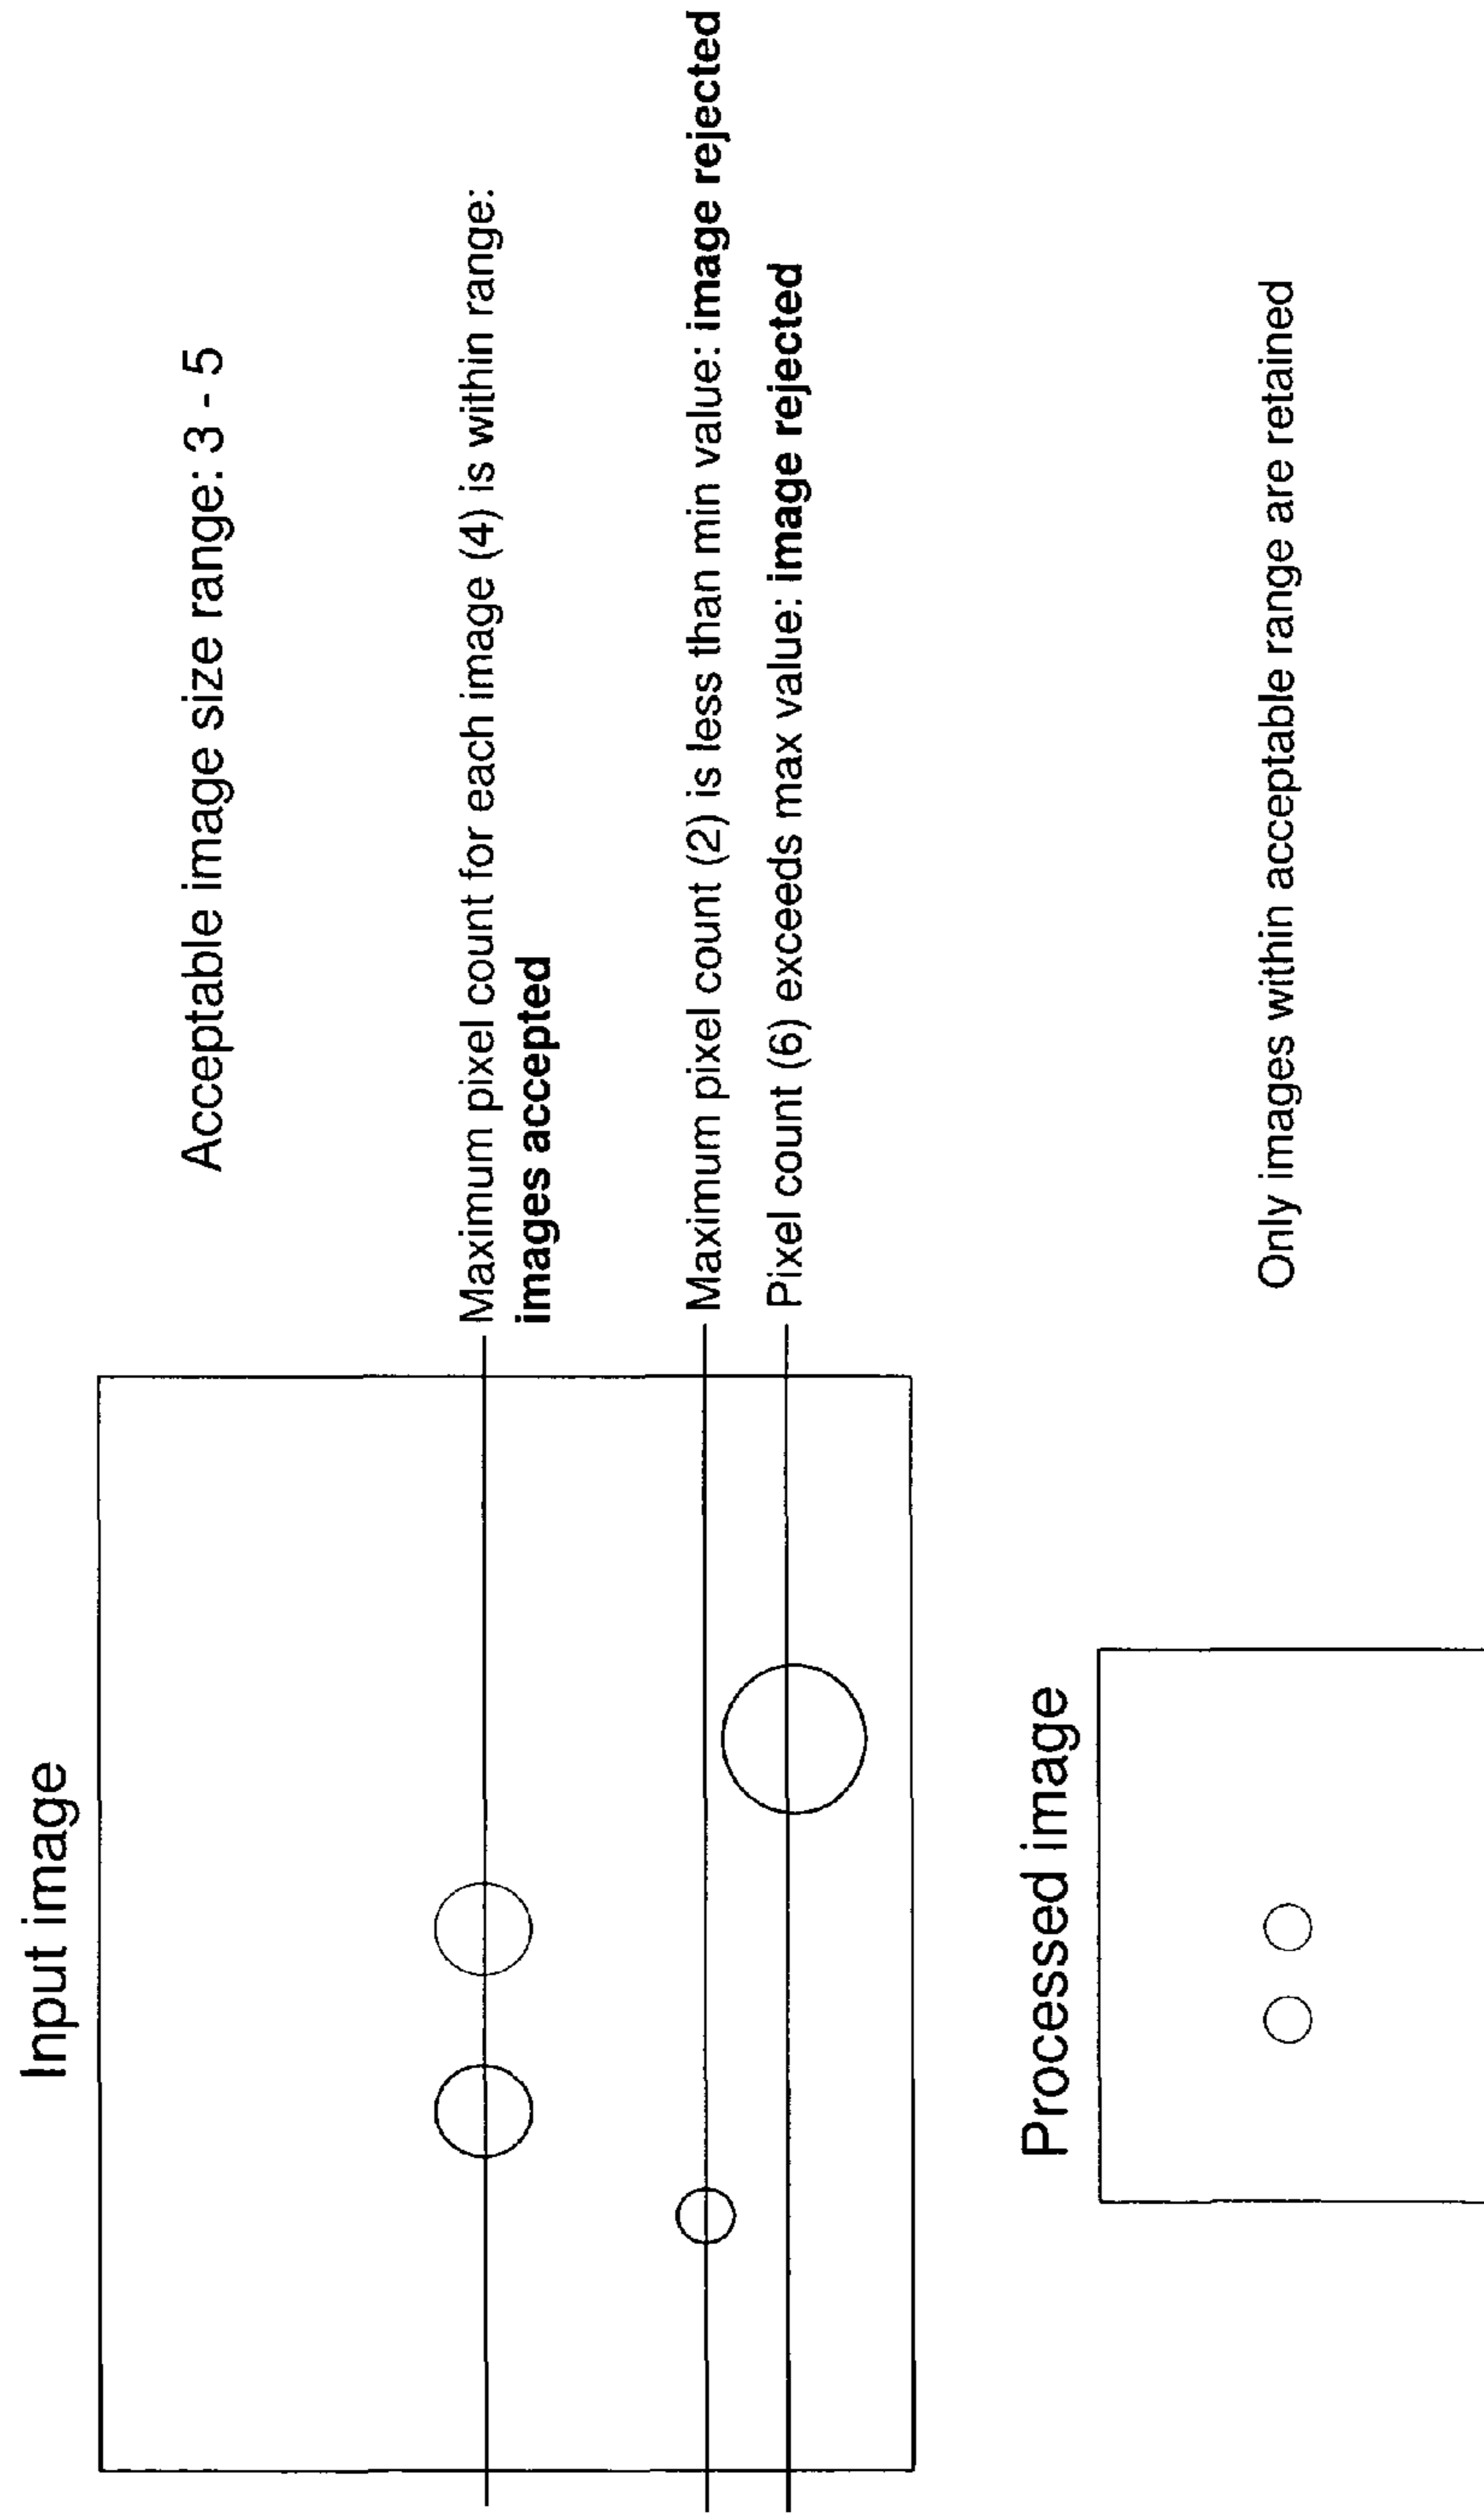 Input image
Acceptable image size range: 3 - 5
Maximum pixel count for each image (4) is within range:
images accepted
Maximum pixel count (2) is less than min value: image rejected
Pixel count (6) exceeds max value: image rejected
Processed image
Only images within acceptable range are retained